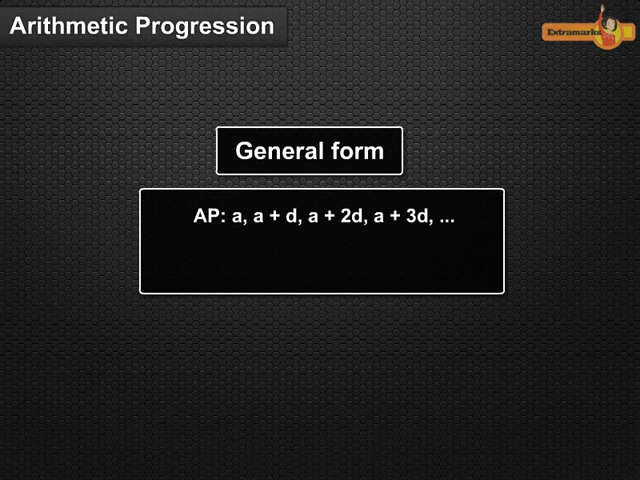 Arithmetic Progression
Extramarks
General form
AP: a, a + d, a + 2d, a + 3d, ...